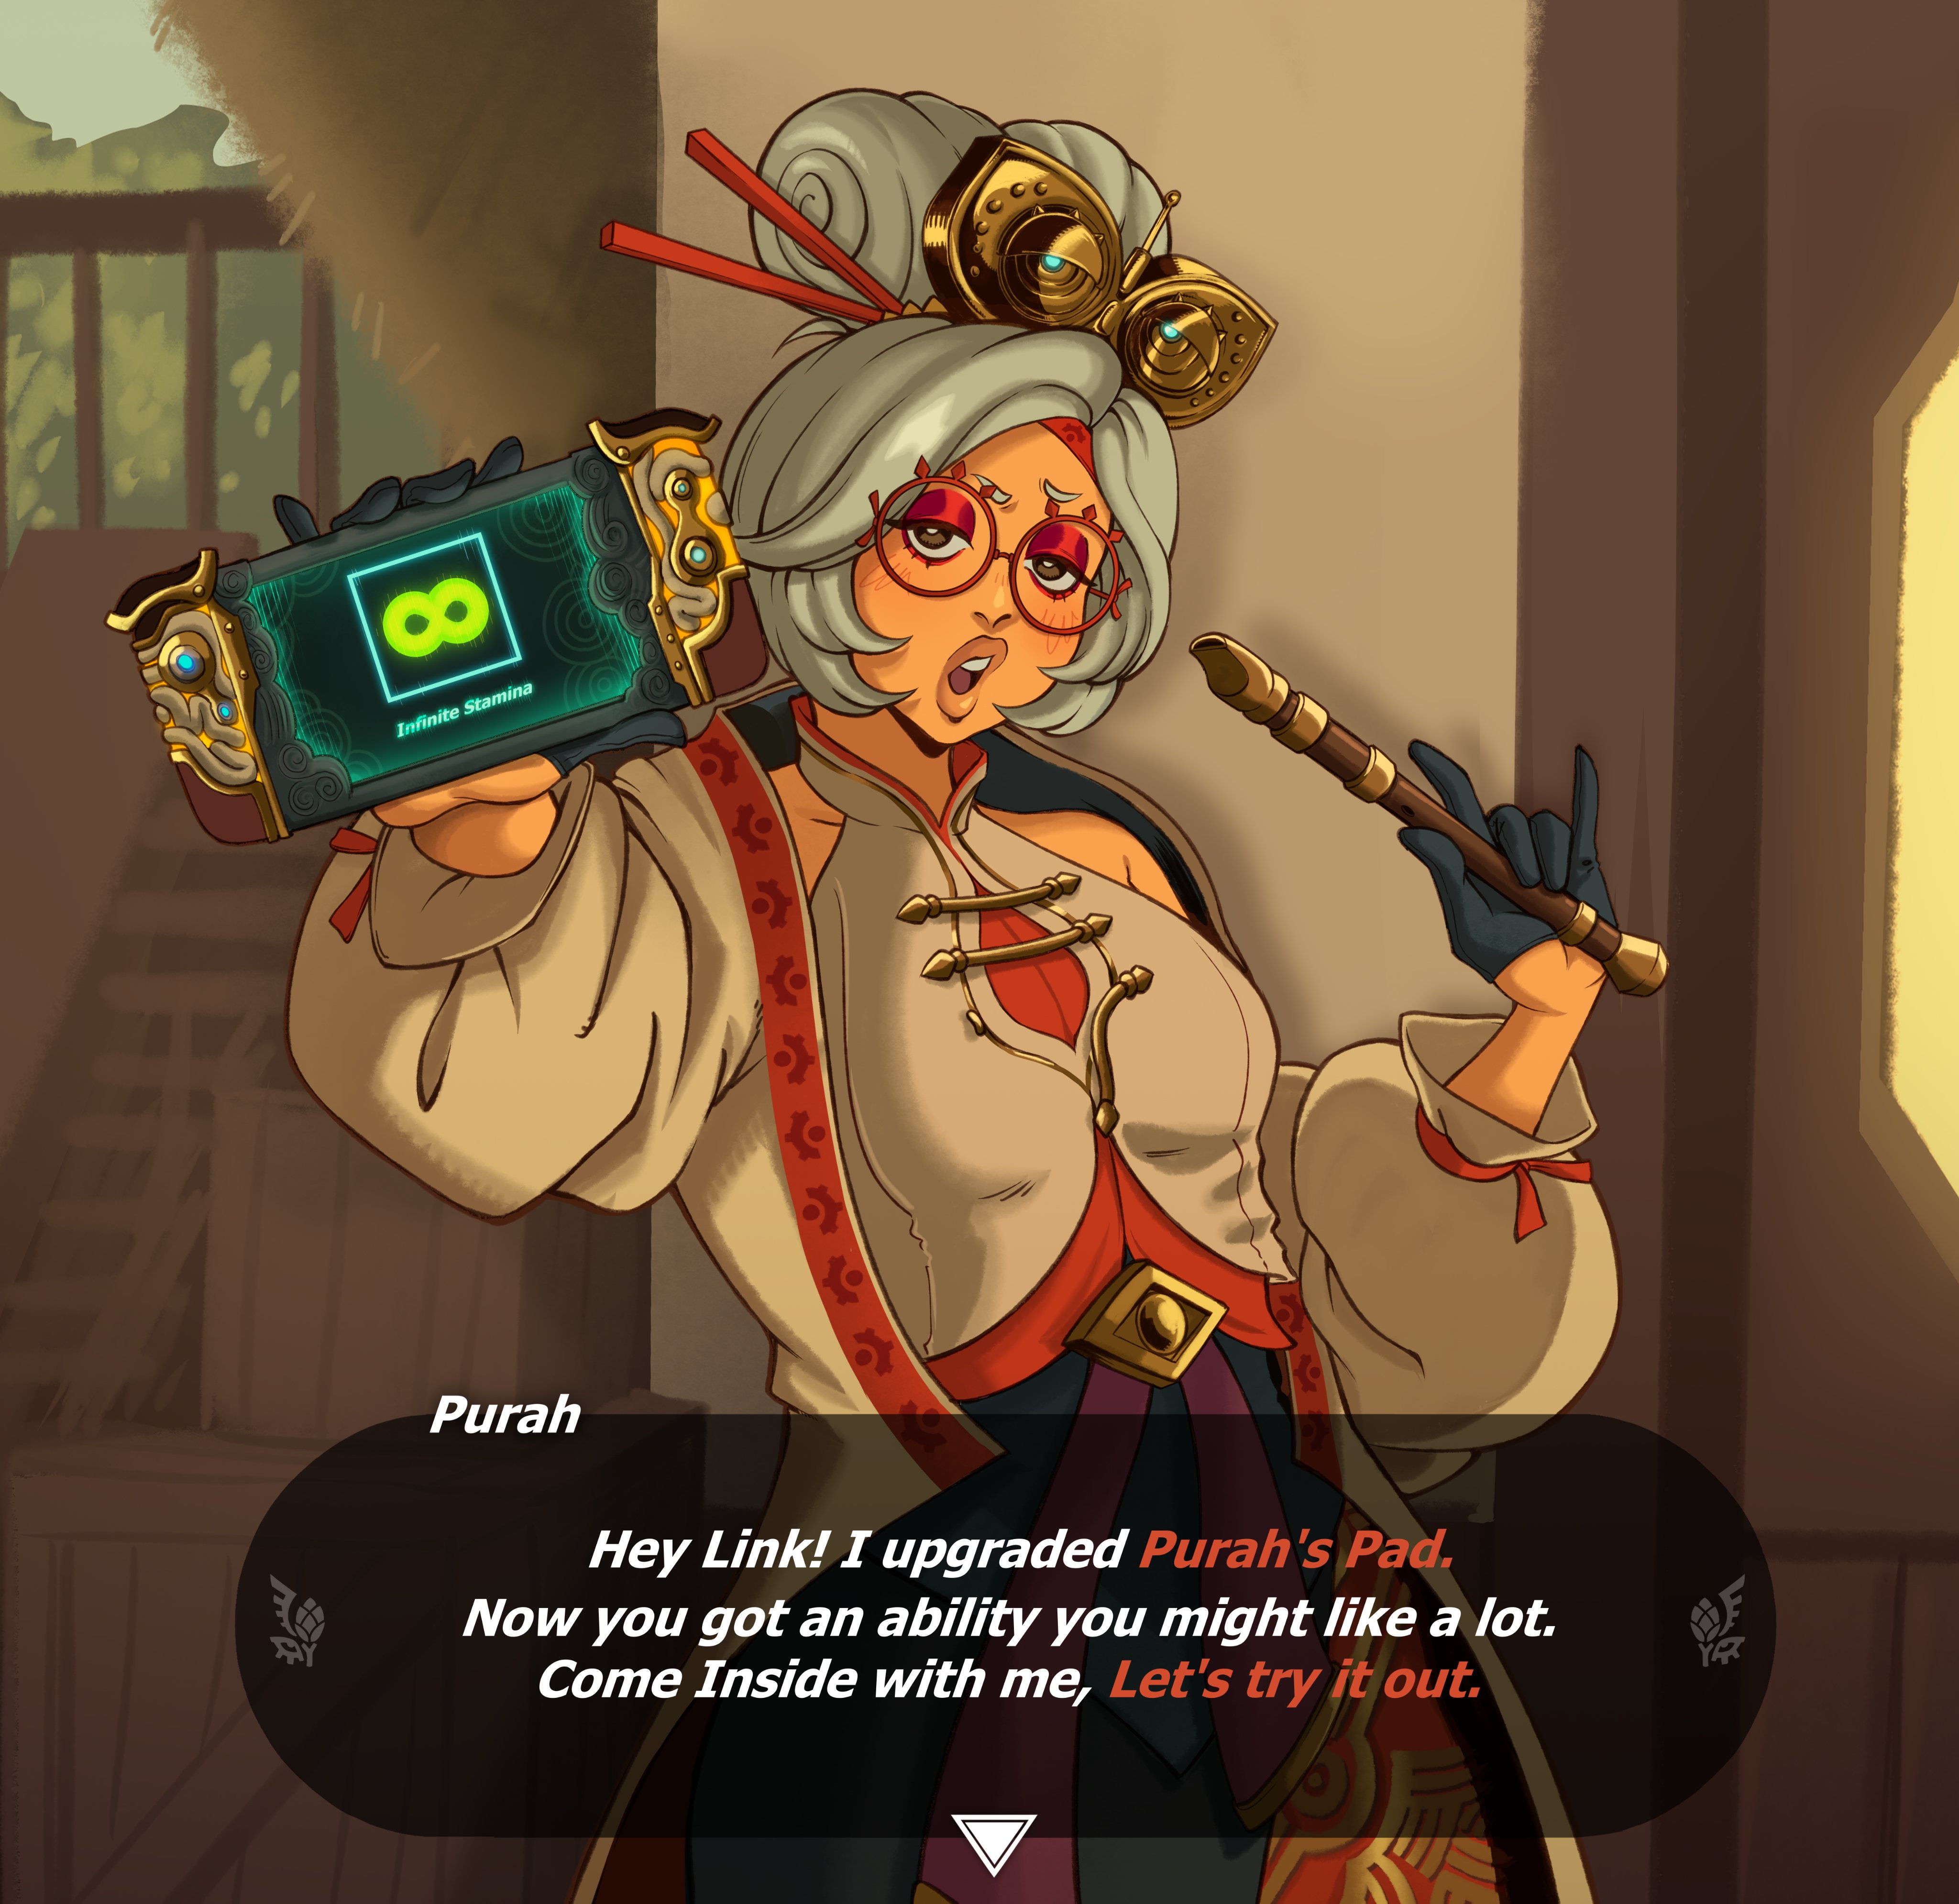 Infinite Stamina
Purah
Hey Link! I upgraded Purah's Pad.
Now you got an ability you might like a lot.
Come Inside with me, Let's try it out.